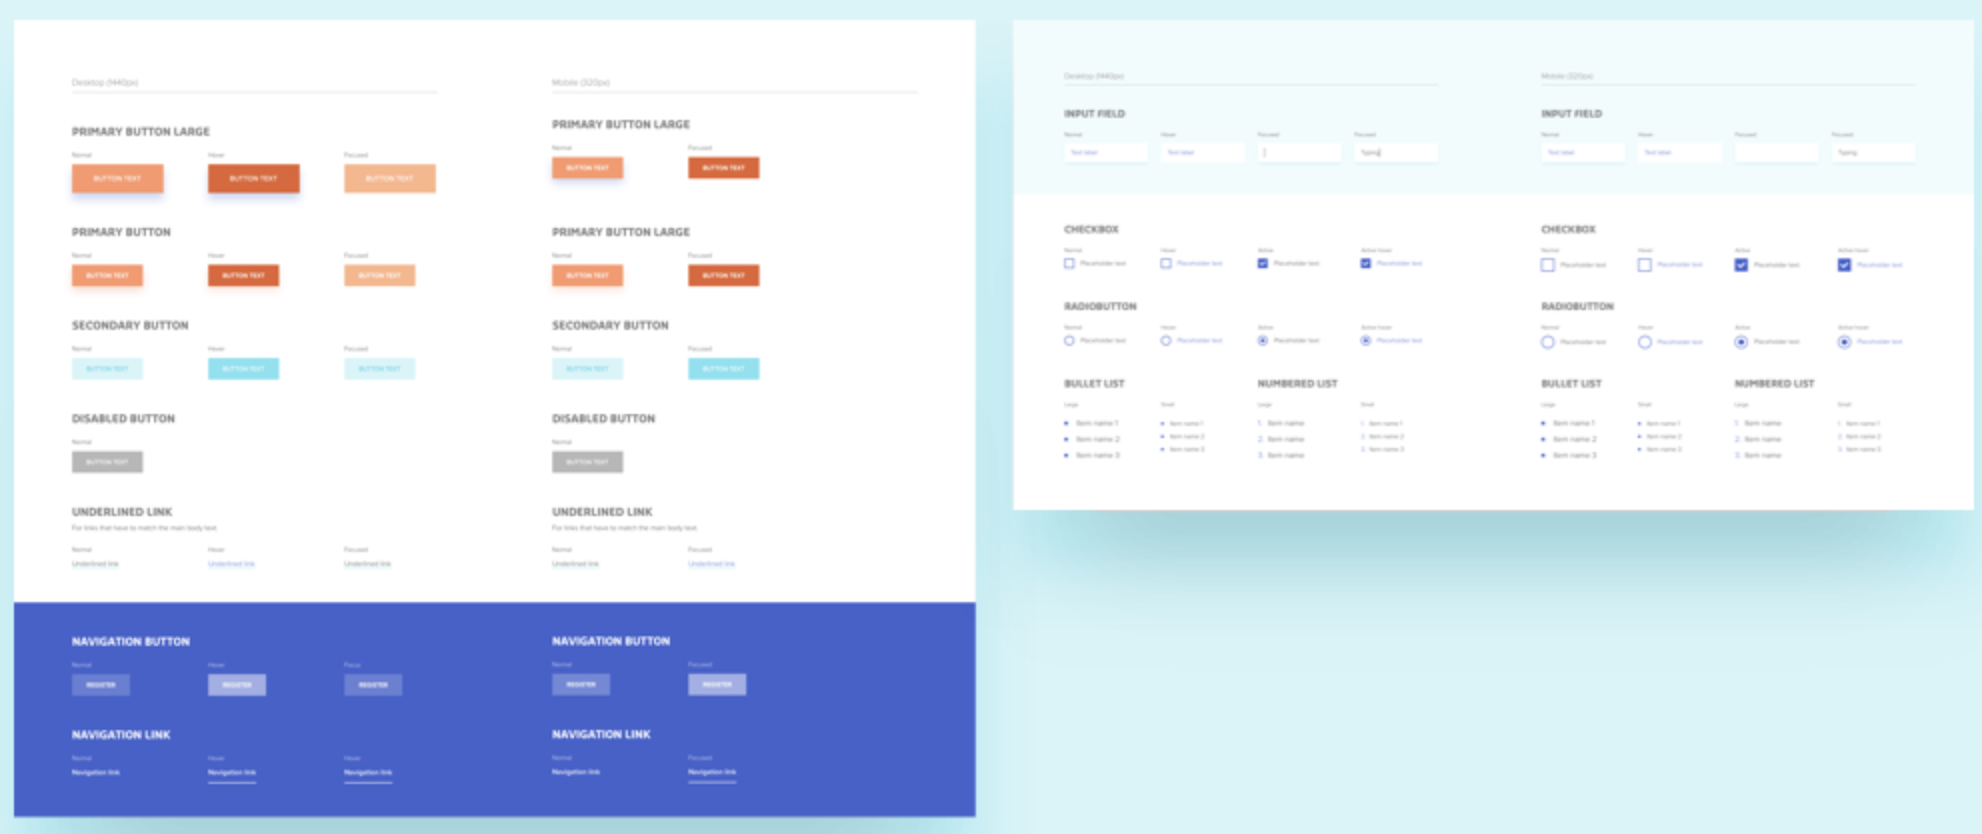 Desktop (1440px)
Mobile (320px)
PRIMARY BUTTON LARGE
PRIMARY BUTTON LARGE
Normal Hover Focused
Normal Focused
BUTTON TEXT BUTTON TEXT BUTTON TEXT
BUTTON TEXT BUTTON TEXT
PRIMARY BUTTON
PRIMARY BUTTON LARGE
Normal Hover Focused
Normal Focused
BUTTON TEXT BUTTON TEXT BUTTON TEXT
BUTTON TEXT BUTTON TEXT
SECONDARY BUTTON
SECONDARY BUTTON
Normal Hover Focused
Normal Focused
BUTTON TEXT BUTTON TEXT BUTTON TEXT
BUTTON TEXT BUTTON TEXT
DISABLED BUTTON
DISABLED BUTTON
Normal
Normal
BUTTON TEXT
BUTTON TEXT
UNDERLINED LINK
UNDERLINED LINK
For links that have to match the main body text
For links that have to match the main body text
Normal Hover Focused
Normal Focused
Underlined link Underlined link Underlined link
Underlined link Underlined link
NAVIGATION BUTTON
NAVIGATION BUTTON
Normal Hover Focus
Normal Focused
REGISTER REGISTER REGISTER
REGISTER REGISTER
NAVIGATION LINK
NAVIGATION LINK
Normal Hover Hover
Normal Focused
Navigation link Navigation link Navigation link
Navigation link Navigation link
Desktop (1440px)
Mobile (320px)
INPUT FIELD
INPUT FIELD
Normal Hover Focused Focused
Normal Hover Focused Focused
Text label Text label Typing
Text label Text label Typing
CHECKBOX
CHECKBOX
Normal Hover Active Active hover
Normal Hover Active Active hover
Placeholder text Placeholder text Placeholder text Placeholder text
Placeholder text Placeholder text Placeholder text Placeholder text
RADIOBUTTON
RADIOBUTTON
Normal Hover Active Active hover
Normal Hover Active Active hover
Placeholder text Placeholder text Placeholder text Placeholder text
Placeholder text Placeholder text Placeholder text Placeholder text
BULLET LIST NUMBERED LIST
BULLET LIST NUMBERED LIST
Large Small Large Small
Large Small Large Small
Item name 1 Item name 1 1. Item name 1. Item name 1
Item name 2 Item name 2 2. Item name 2. Item name 2
Item name 3 Item name 3 3. Item name 3. Item name 3
Item name 1 Item name 1 1. Item name 1. Item name 1
Item name 2 Item name 2 2. Item name 2. Item name 2
Item name 3 Item name 3 3. Item name 3. Item name 3